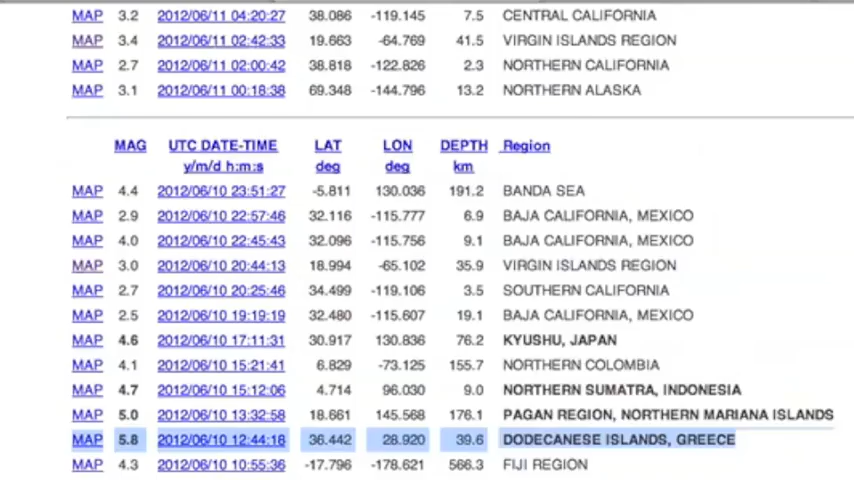 MAP 3.2 2012/06/11 04:20:27 38.086 -119.145 7.5 CENTRAL CALIFORNIA
MAP 3.4 2012/06/11 02:42:33 19.663 -64.769 41.5 VIRGIN ISLANDS REGION
MAP 2.7 2012/06/11 02:00:42 38.818 -122.826 2.3 NORTHERN CALIFORNIA
MAP 3.1 2012/06/11 00:18:38 69.348 -144.796 13.2 NORTHERN ALASKA
MAG UTC DATE-TIME LAT LON DEPTH Region
y/m/d h:m:s deg deg km
MAP 4.4 2012/06/10 23:51:27 -5.811 130.036 191.2 BANDA SEA
MAP 2.9 2012/06/10 22:57:46 32.116 -115.777 6.9 BAJA CALIFORNIA, MEXICO
MAP 4.0 2012/06/10 22:45:43 32.096 -115.756 9.1 BAJA CALIFORNIA, MEXICO
MAP 3.0 2012/06/10 20:44:13 18.994 -65.102 35.9 VIRGIN ISLANDS REGION
MAP 2.7 2012/06/10 20:25:46 34.499 -119.106 3.5 SOUTHERN CALIFORNIA
MAP 2.5 2012/06/10 19:19:19 32.480 -115.607 19.1 BAJA CALIFORNIA, MEXICO
MAP 4.6 2012/06/10 17:11:31 30.917 130.836 76.2 KYUSHU, JAPAN
MAP 4.1 2012/06/10 15:21:41 6.829 -73.125 155.7 NORTHERN COLOMBIA
MAP 4.7 2012/06/10 15:12:06 4.714 96.030 9.0 NORTHERN SUMATRA, INDONESIA
MAP 5.0 2012/06/10 13:32:58 18.661 145.568 176.1 PAGAN REGION, NORTHERN MARIANA ISLANDS
MAP 5.8 2012/06/10 12:44:18 36.442 28.920 39.6 DODECANESE ISLANDS, GREECE
MAP 4.3 2012/06/10 10:55:36 -17.796 -178.621 566.3 FIJI REGION